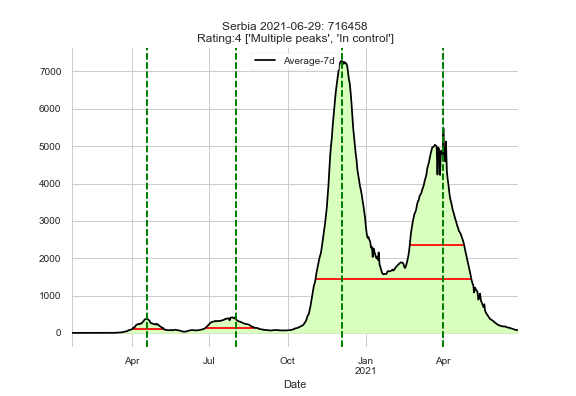 Serbia 2021-06-29: 716458
Rating:4 ['Multiple peaks', 'In control']
Average-7d
7000
6000
5000
4000
3000
2000
1000
0
Apr Jul Oct Jan Apr
2021
Date